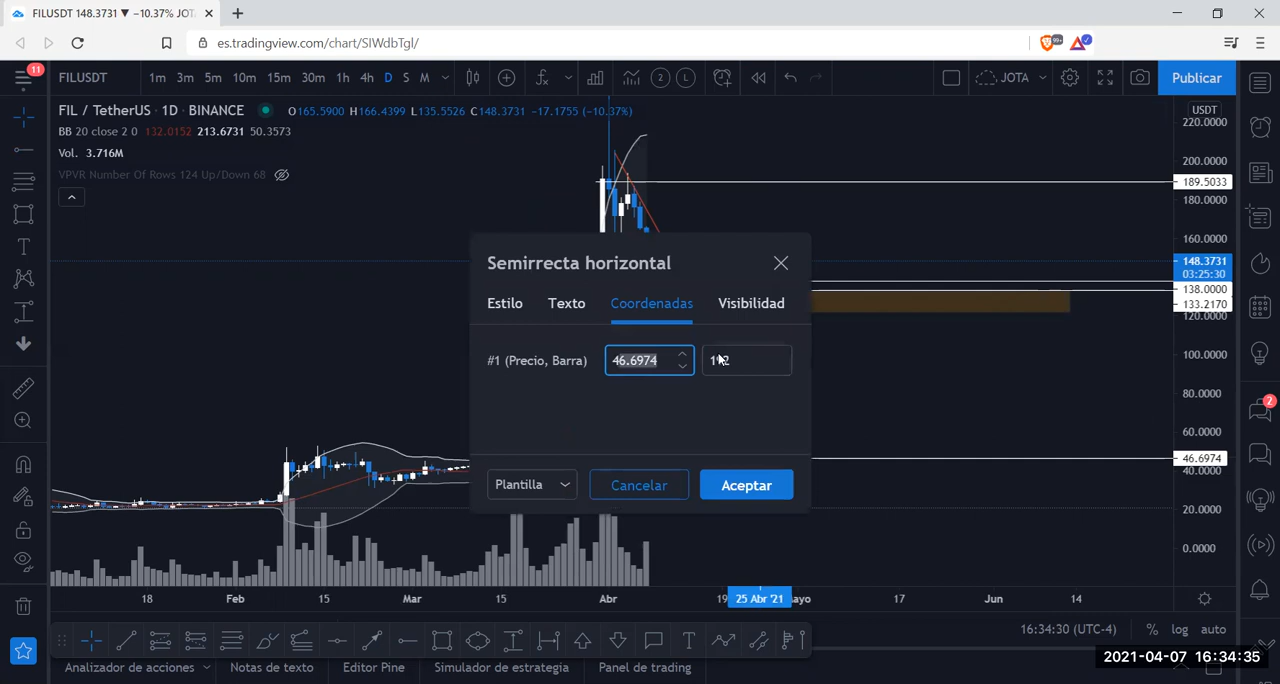 FILUSDT 148.3731 ▼ −10.37% JOTA
es.tradingview.com/chart/SIWdbTgl/
99+
11
FILUSDT 1m 3m 5m 10m 15m 30m 1h 4h D S M 2 L JOTA Publicar
FIL / TetherUS · 1D · BINANCE O165.5900 H166.4399 L135.5526 C148.3731 −17.1755 (−10.37%)
BB 20 close 2 0 132.0152 213.6731 50.3573
Vol. 3.716M
VPVR Number Of Rows 124 Up/Down 68
USDT
220.0000
200.0000
189.5033
180.0000
160.0000
148.3731
03:25:30
138.0000
133.2170
120.0000
100.0000
80.0000
60.0000
46.6974
40.0000
20.0000
0.0000
2
Semirrecta horizontal
Estilo Texto Coordenadas Visibilidad
#1 (Precio, Barra) 46.6974
Plantilla Cancelar Aceptar
18 Feb 15 Mar 15 Abr 19 25 Abr '21 17 Jun 14
16:34:30 (UTC-4) % log auto
Analizador de acciones Notas de texto Editor Pine Simulador de estrategia Panel de trading
2021-04-07 16:34:35